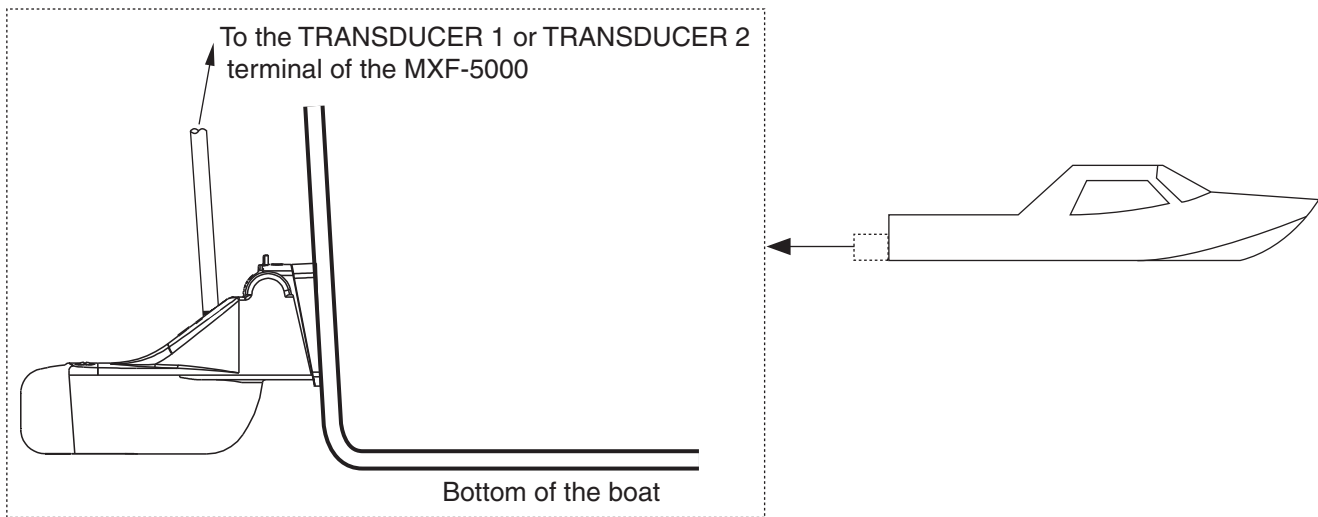 To the TRANSDUCER 1 or TRANSDUCER 2
terminal of the MXF-5000
Bottom of the boat